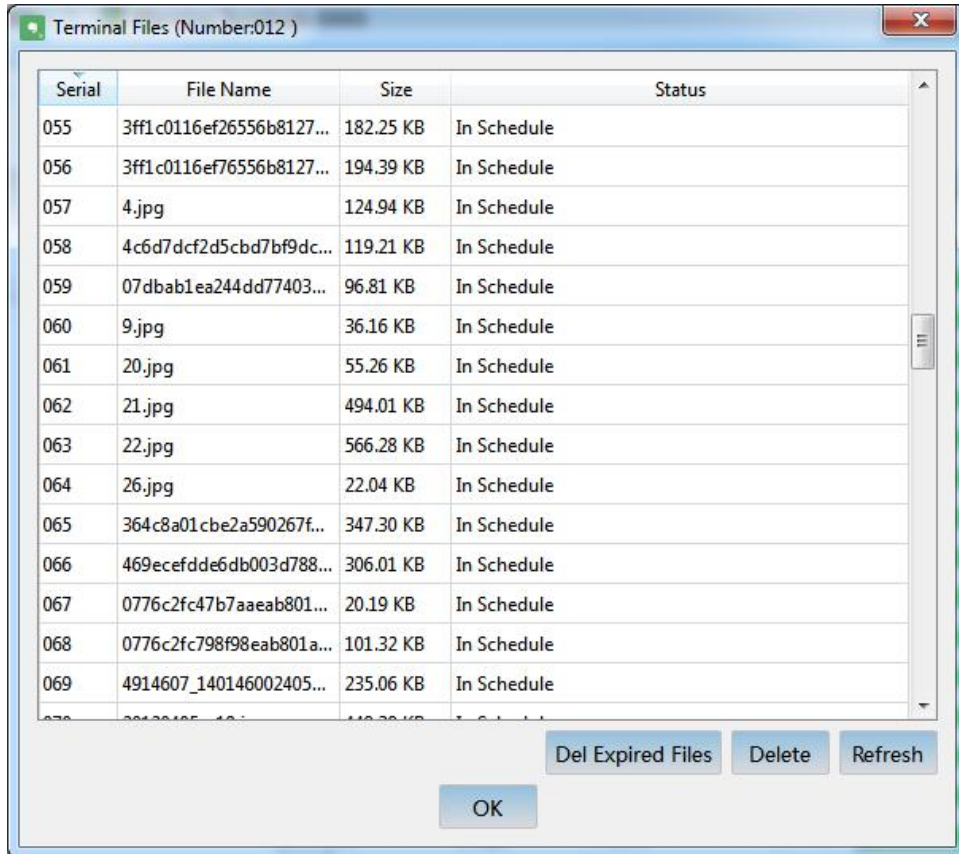 Terminal Files (Number:012 )
Serial File Name Size Status
055 3ff1c0116ef26556b8127... 182.25 KB In Schedule
056 3ff1c0116ef76556b8127... 194.39 KB In Schedule
057 4.jpg 124.94 KB In Schedule
058 4c6d7dcf2d5cbd7bf9dc... 119.21 KB In Schedule
059 07dbab1ea244dd77403... 96.81 KB In Schedule
060 9.jpg 36.16 KB In Schedule
061 20.jpg 55.26 KB In Schedule
062 21.jpg 494.01 KB In Schedule
063 22.jpg 566.28 KB In Schedule
064 26.jpg 22.04 KB In Schedule
065 364c8a01cbe2a590267f... 347.30 KB In Schedule
066 469ecefdde6db003d788... 306.01 KB In Schedule
067 0776c2fc47b7aaeab801... 20.19 KB In Schedule
068 0776c2fc798f98eab801a... 101.32 KB In Schedule
069 4914607_140146002405... 235.06 KB In Schedule
Del Expired Files Delete Refresh
OK